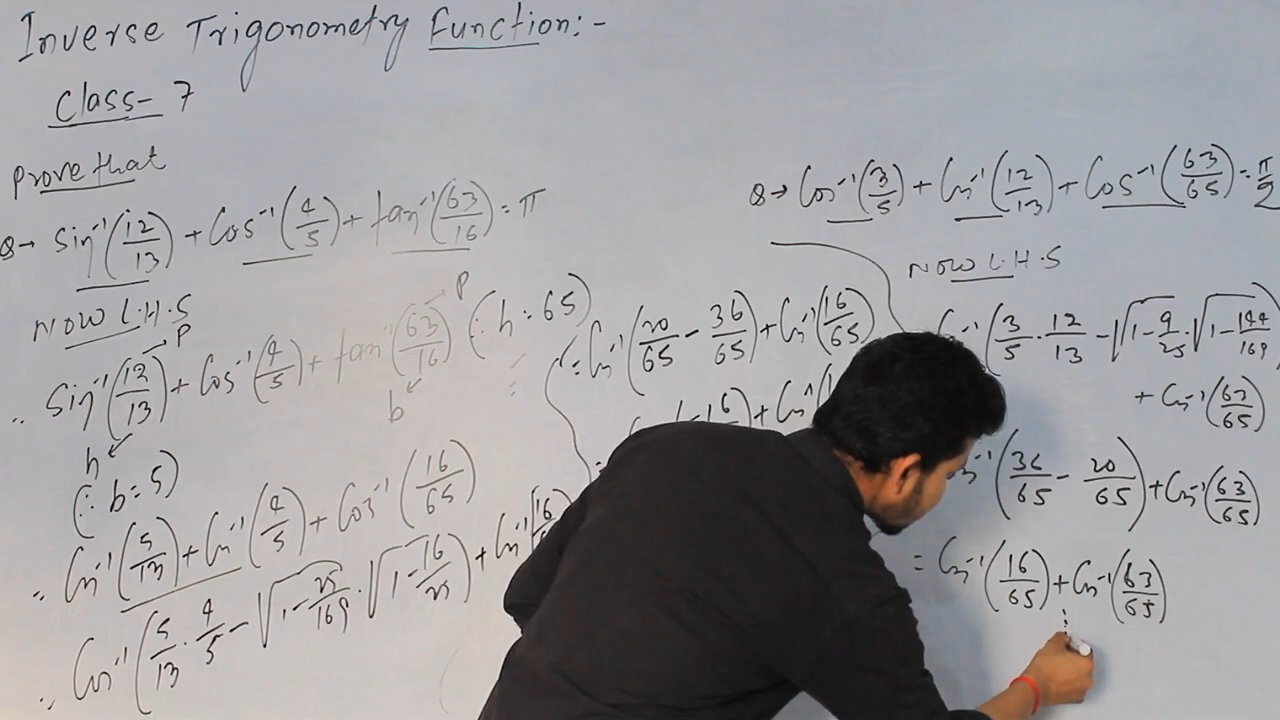 Inverse Trigonometry Function:-
Class- 7
Prove that
Q→ Sin⁻¹(12/13) + Cos⁻¹(4/5) + tan⁻¹(63/16) = π
NOW L.H.S
= Sin⁻¹(12/13) + Cos⁻¹(4/5) + tan⁻¹(63/16) (∵ h = 65)
p
h
p
b
(∵ b = 5)
= Cos⁻¹(5/13) + Cos⁻¹(4/5) + Cos⁻¹(16/65)
= Cos⁻¹(5/13 · 4/5 - √1-25/169 · √1-16/25) + Cos⁻¹(16/
= Cos⁻¹(20/65 - 36/65) + Cos⁻¹(16/65)
-16
+ Cos⁻¹(
Q→ Cos⁻¹(3/5) + Cos⁻¹(12/13) + Cos⁻¹(63/65) = π/2
NOW L.H.S
Cos⁻¹(3/5 · 12/13 - √1-9/25 · √1-144/169)
+ Cos⁻¹(63/65)
Cos⁻¹(36/65 - 20/65) + Cos⁻¹(63/65)
= Cos⁻¹(16/65) + Cos⁻¹(63/65)